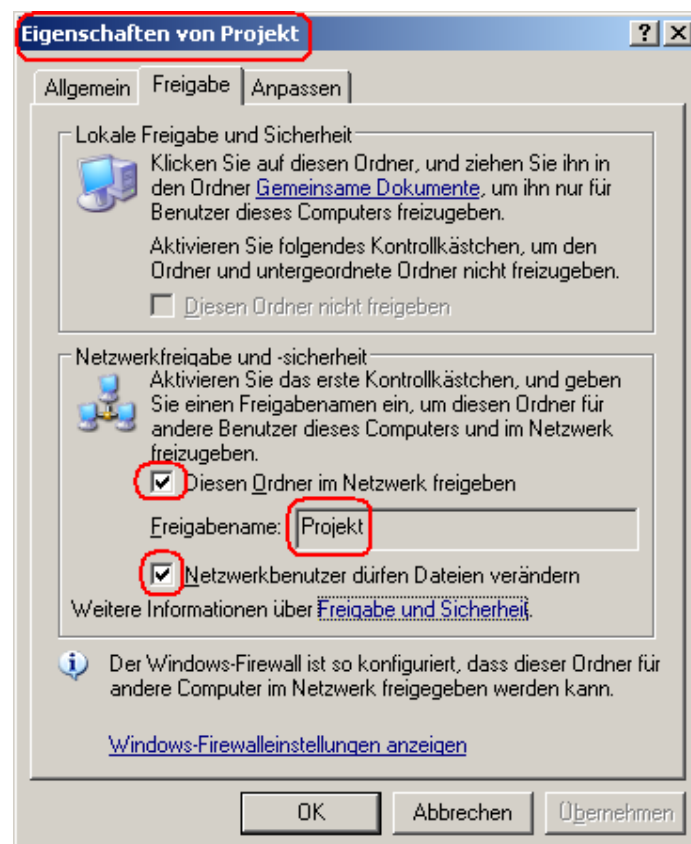 Eigenschaften von Projekt
Allgemein Freigabe Anpassen
Lokale Freigabe und Sicherheit
Klicken Sie auf diesen Ordner, und ziehen Sie ihn in
den Ordner Gemeinsame Dokumente, um ihn nur für
Benutzer dieses Computers freizugeben.
Aktivieren Sie folgendes Kontrollkästchen, um den
Ordner und untergeordnete Ordner nicht freizugeben.
Diesen Ordner nicht freigeben
Netzwerkfreigabe und -sicherheit
Aktivieren Sie das erste Kontrollkästchen, und geben
Sie einen Freigabenamen ein, um diesen Ordner für
andere Benutzer dieses Computers und im Netzwerk
freizugeben.
Diesen Ordner im Netzwerk freigeben
Freigabename: Projekt
Netzwerkbenutzer dürfen Dateien verändern
Weitere Informationen über Freigabe und Sicherheit.
Der Windows-Firewall ist so konfiguriert, dass dieser Ordner für
andere Computer im Netzwerk freigegeben werden kann.
Windows-Firewalleinstellungen anzeigen
OK Abbrechen Übernehmen